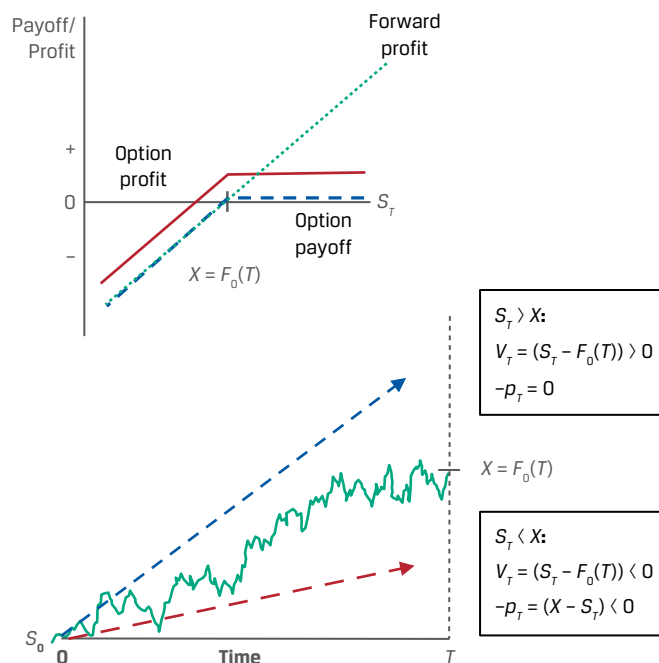 Payoff/
Profit
Forward
profit
+
Option
profit
0
S_T
Option
payoff
–
X = F_0(T)
S_T 〉 X:
V_T = (S_T – F_0(T)) 〉 0
–p_T = 0
X = F_0(T)
S_T 〈 X:
V_T = (S_T – F_0(T)) 〈 0
–p_T = (X – S_T) 〈 0
S_0
0 Time T